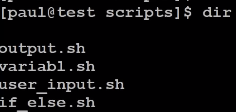 [paul@test scripts]$ dir
output.sh
variabl.sh
user_input.sh
if_else.sh